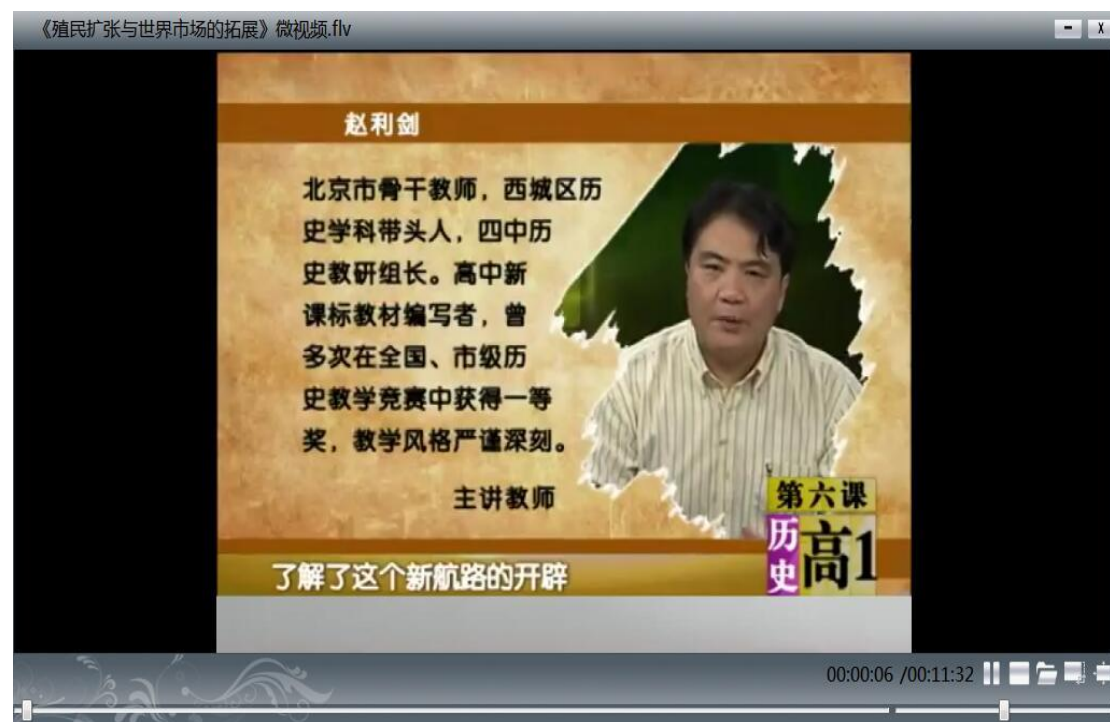 《殖民扩张与世界市场的拓展》微视频.flv
赵利剑
北京市骨干教师，西城区历
史学科带头人，四中历
史教研组长。高中新
课标教材编写者，曾
多次在全国、市级历
史教学竞赛中获得一等
奖，教学风格严谨深刻。
主讲教师
第六课
历史
高1
了解了这个新航路的开辟
00:00:06 /00:11:32